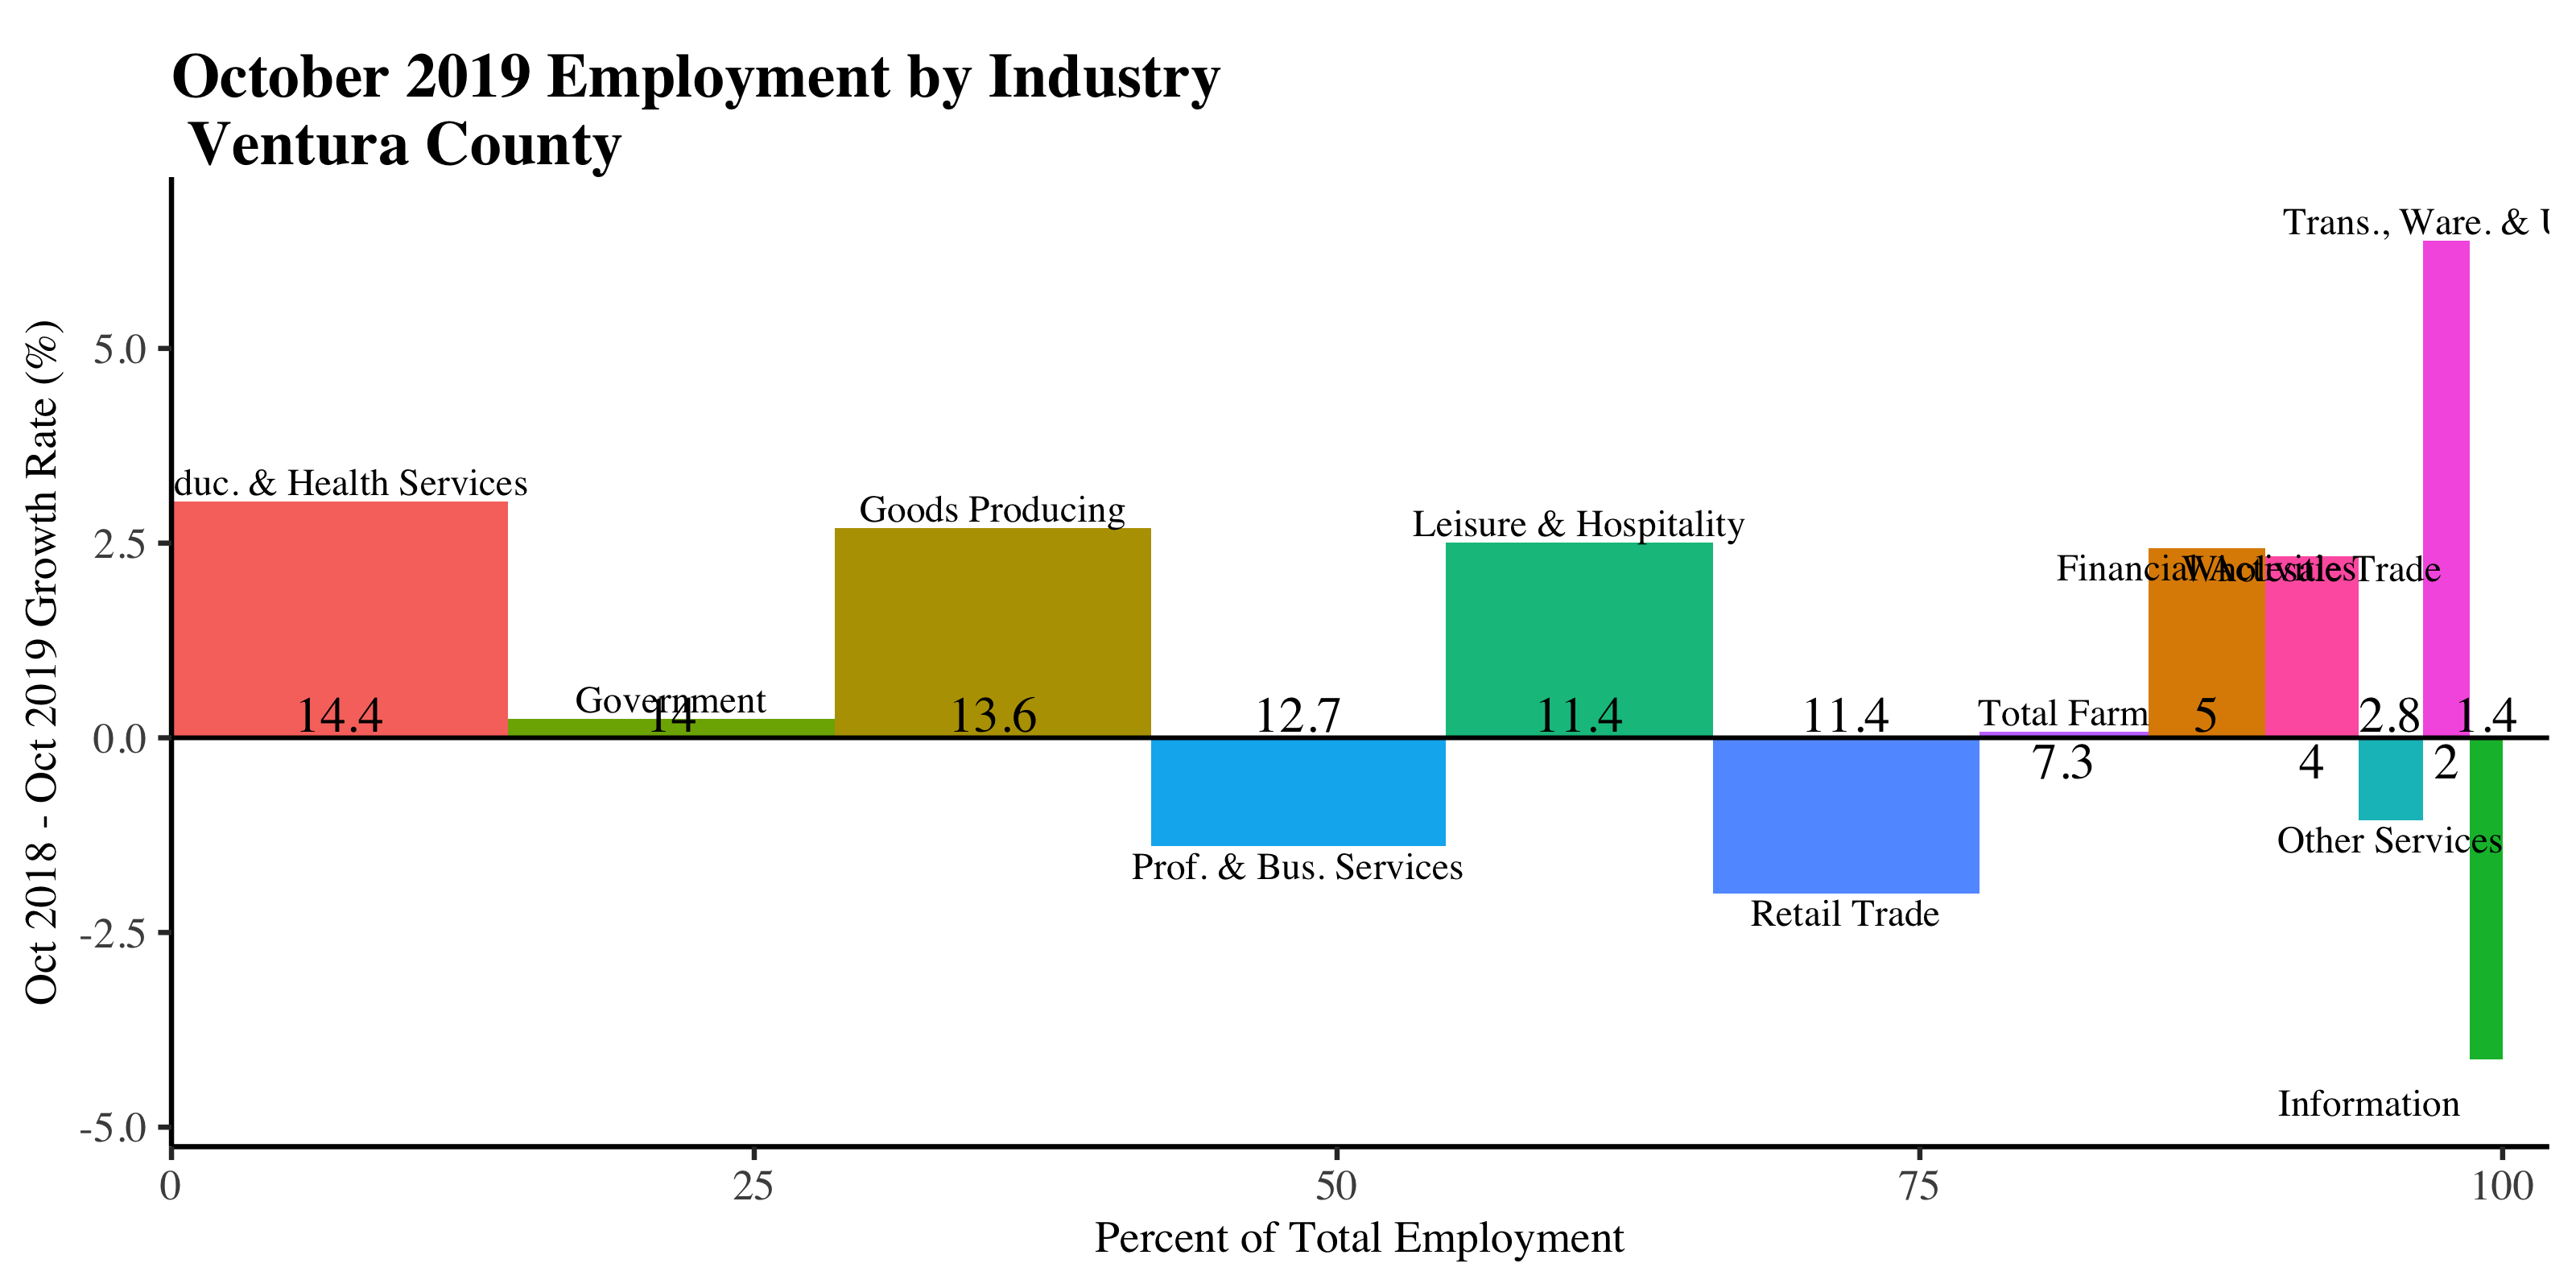 October 2019 Employment by Industry
Ventura County
Trans., Ware. & U
Oct 2018 - Oct 2019 Growth Rate (%)
5.0
2.5
0.0
-2.5
-5.0
duc. & Health Services
Goods Producing
Leisure & Hospitality
Financial Activities
Wholesale Trade
Government
Total Farm
14.4
14
13.6
12.7
11.4
11.4
7.3
5
4
2.8
2
1.4
Other Services
Prof. & Bus. Services
Retail Trade
Information
0
25
50
75
100
Percent of Total Employment